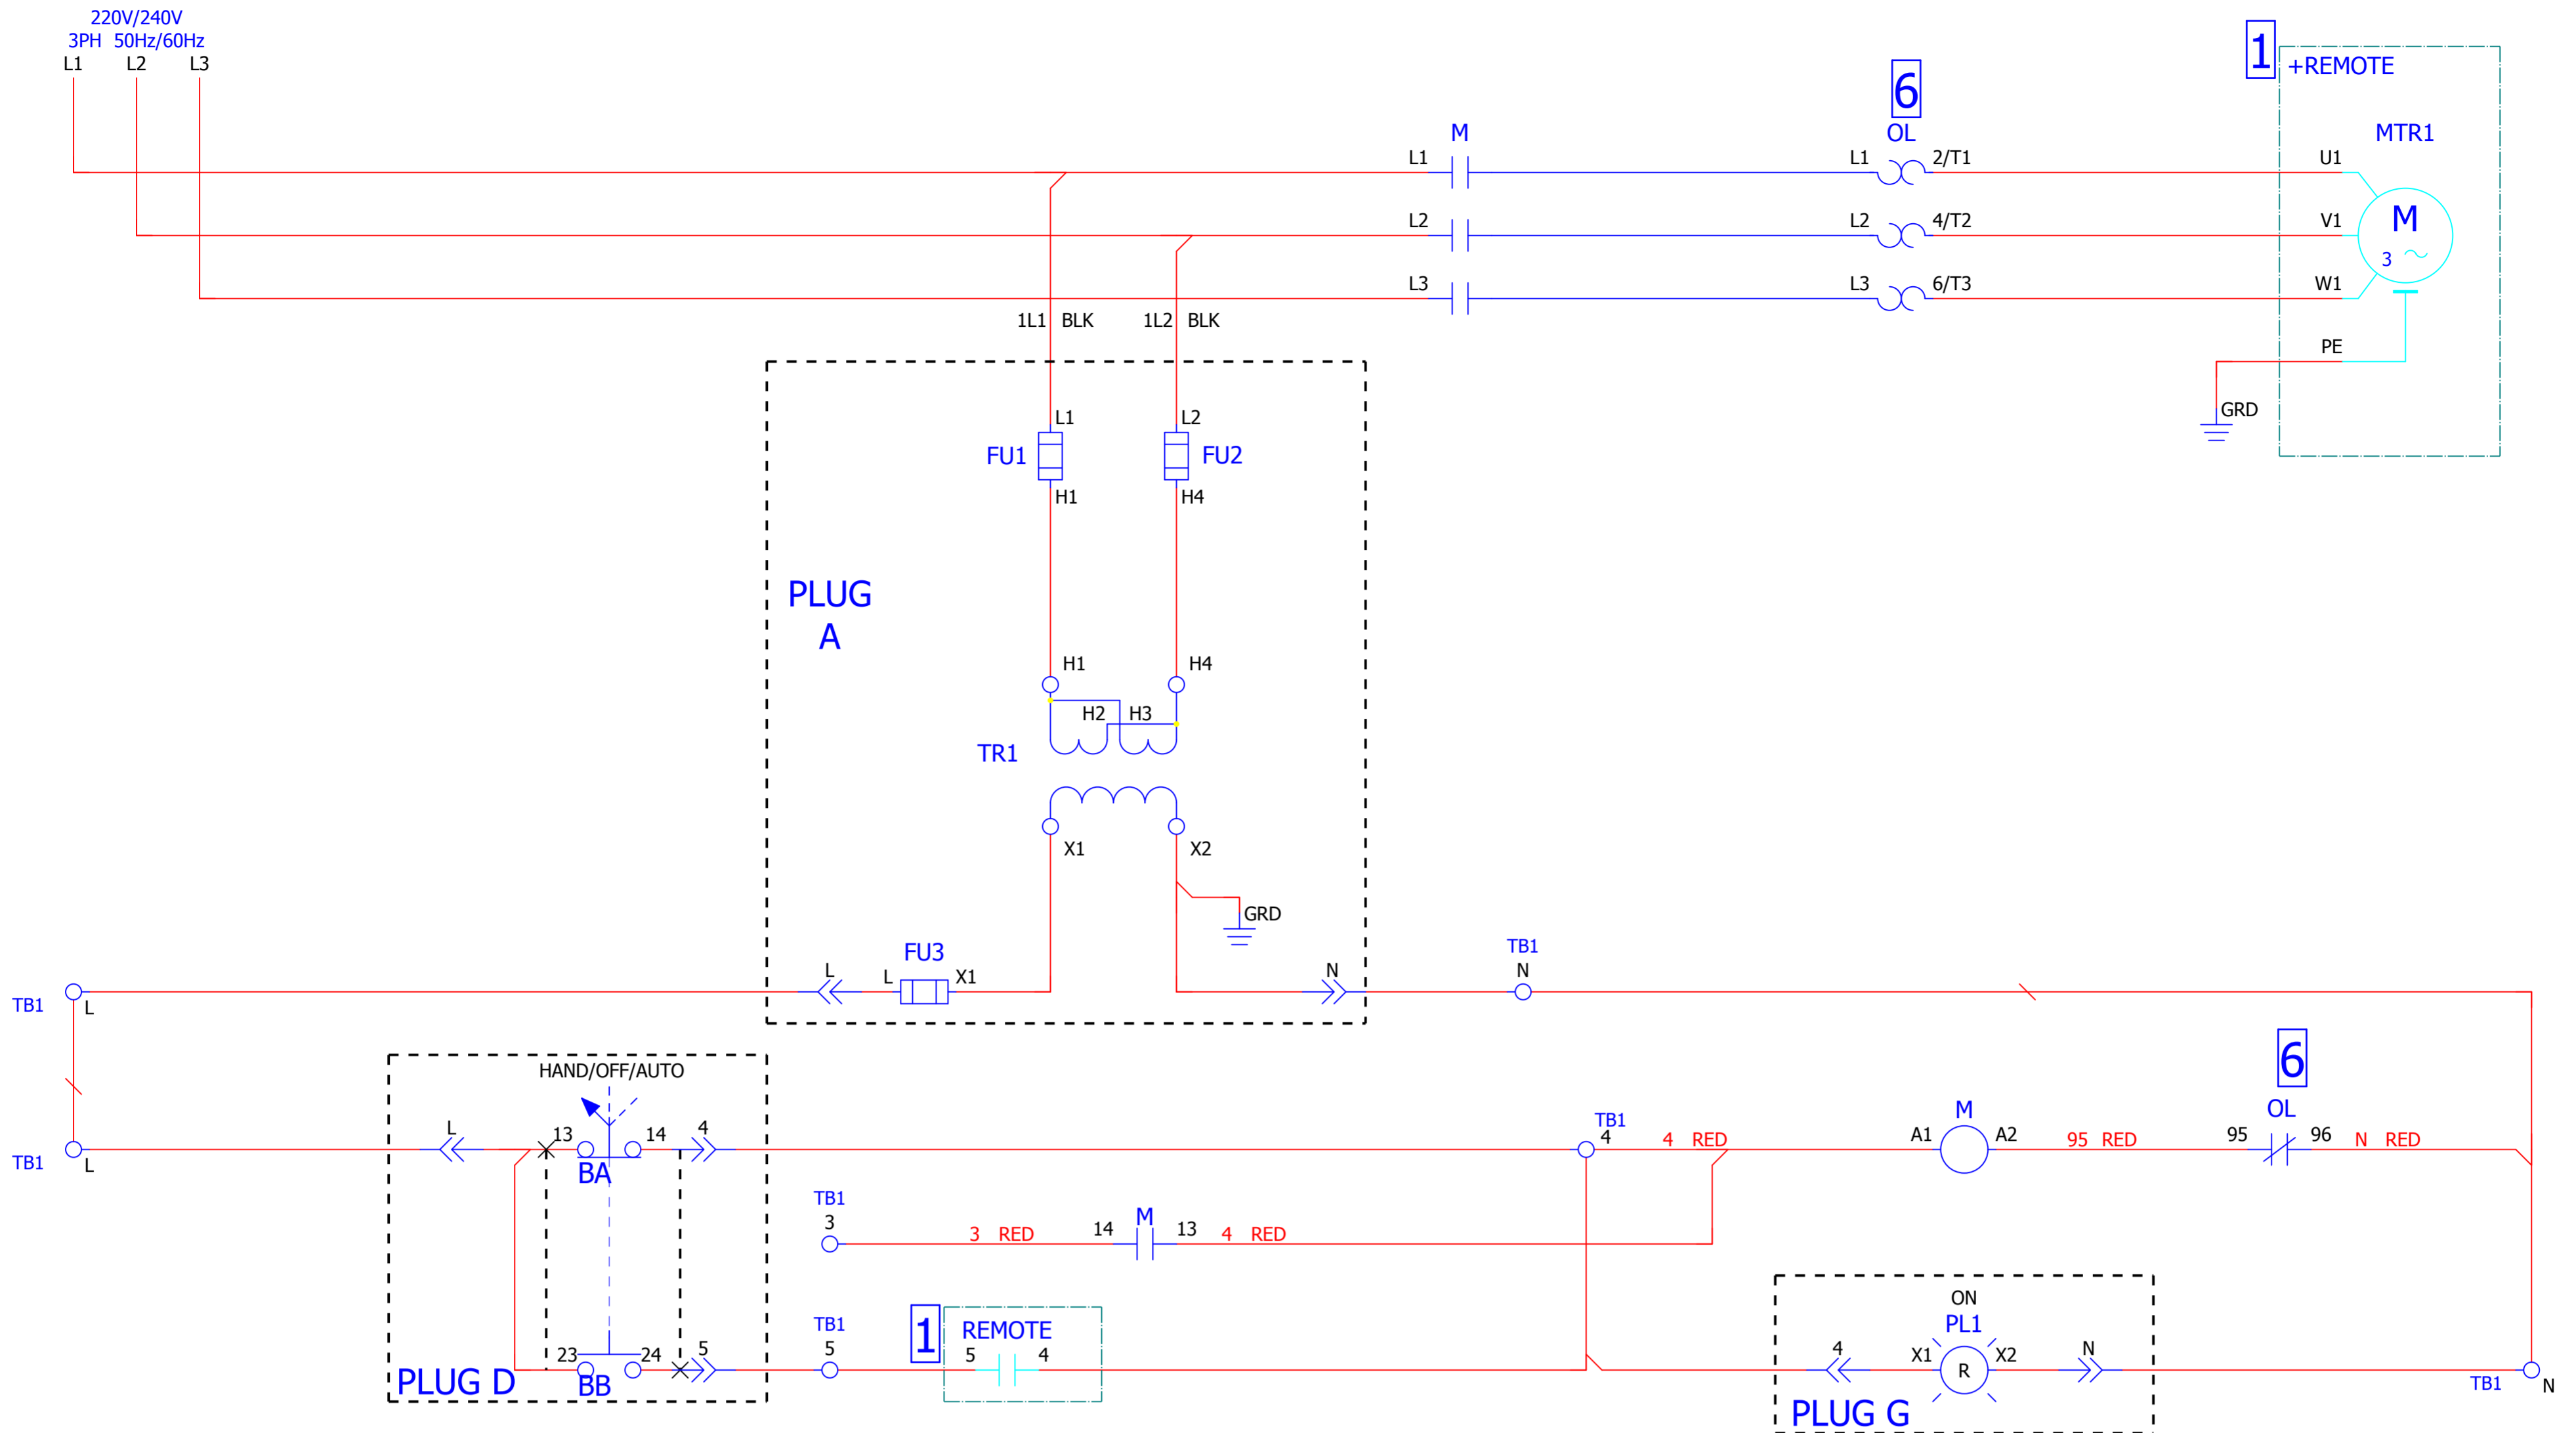 220V/240V
3PH 50Hz/60Hz
L1 L2 L3
1
+REMOTE
6
M
OL
MTR1
L1
L1
2/T1
U1
M
3
L2
L2
4/T2
V1
L3
L3
6/T3
W1
1L1 BLK
1L2 BLK
PE
GRD
L1
L2
FU1
FU2
H1
H4
PLUG
A
H1
H4
H2 H3
TR1
X1
X2
GRD
FU3
L
L
X1
N
TB1
N
TB1
L
6
HAND/OFF/AUTO
L
13
14
4
BA
TB1
L
TB1
4
4 RED
M
A1
A2
95 RED
OL
95
96
N RED
TB1
3
3 RED
14
M
13
4 RED
ON
PL1
TB1
5
1
REMOTE
5
4
23
24
5
BB
PLUG D
4
X1
R
X2
N
TB1
N
PLUG G